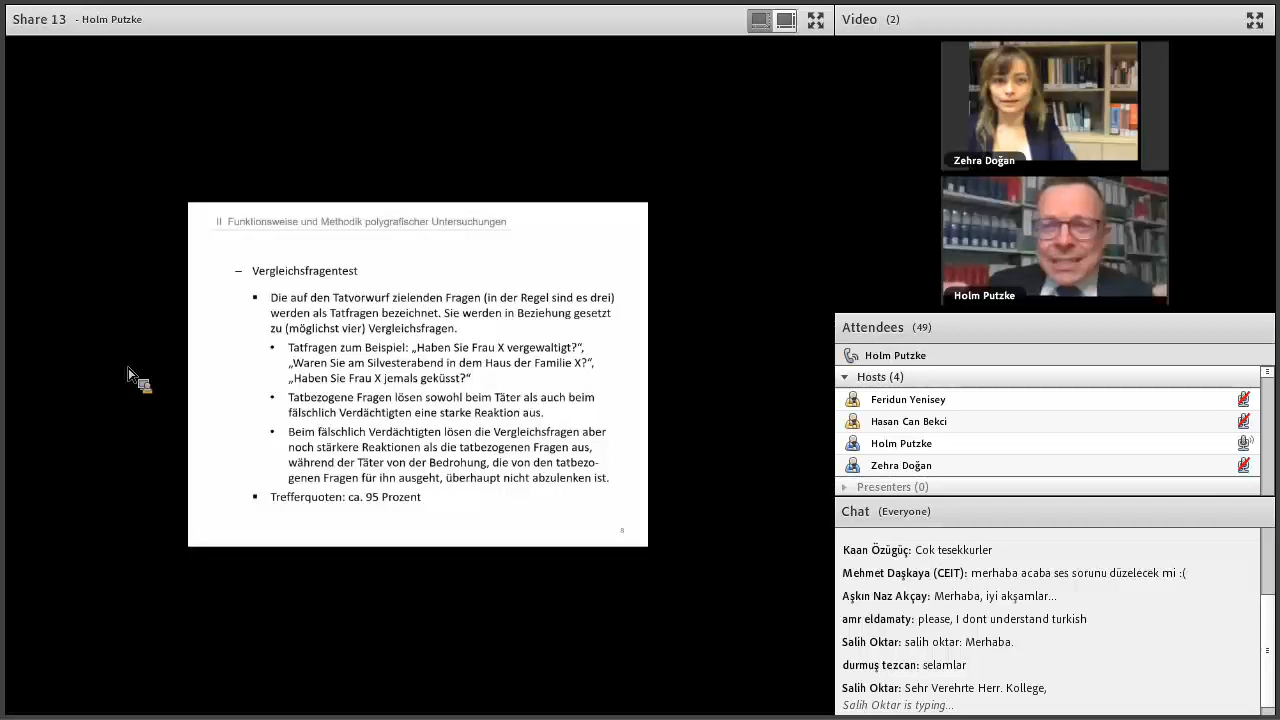 Share 13 - Holm Putzke
II Funktionsweise und Methodik polygrafischer Untersuchungen
– Vergleichsfragentest
▪ Die auf den Tatvorwurf zielenden Fragen (in der Regel sind es drei)
werden als Tatfragen bezeichnet. Sie werden in Beziehung gesetzt
zu (möglichst vier) Vergleichsfragen.
• Tatfragen zum Beispiel: „Haben Sie Frau X vergewaltigt?“,
„Waren Sie am Silvesterabend in dem Haus der Familie X?“,
„Haben Sie Frau X jemals geküsst?“
• Tatbezogene Fragen lösen sowohl beim Täter als auch beim
fälschlich Verdächtigten eine starke Reaktion aus.
• Beim fälschlich Verdächtigten lösen die Vergleichsfragen aber
noch stärkere Reaktionen als die tatbezogenen Fragen aus,
während der Täter von der Bedrohung, die von den tatbezo-
genen Fragen für ihn ausgeht, überhaupt nicht abzulenken ist.
▪ Trefferquoten: ca. 95 Prozent
8
Video (2)
Zehra Doğan
Holm Putzke
Attendees (49)
Holm Putzke
Hosts (4)
Feridun Yenisey
Hasan Can Bekci
Holm Putzke
Zehra Doğan
Presenters (0)
Chat (Everyone)
Kaan Özügüç: Cok tesekkurler
Mehmet Daşkaya (CEIT): merhaba acaba ses sorunu düzelecek mi :(
Aşkın Naz Akçay: Merhaba, iyi akşamlar...
amr eldamaty: please, I dont understand turkish
Salih Oktar: salih oktar: Merhaba.
durmuş tezcan: selamlar
Salih Oktar: Sehr Verehrte Herr. Kollege,
Salih Oktar is typing...